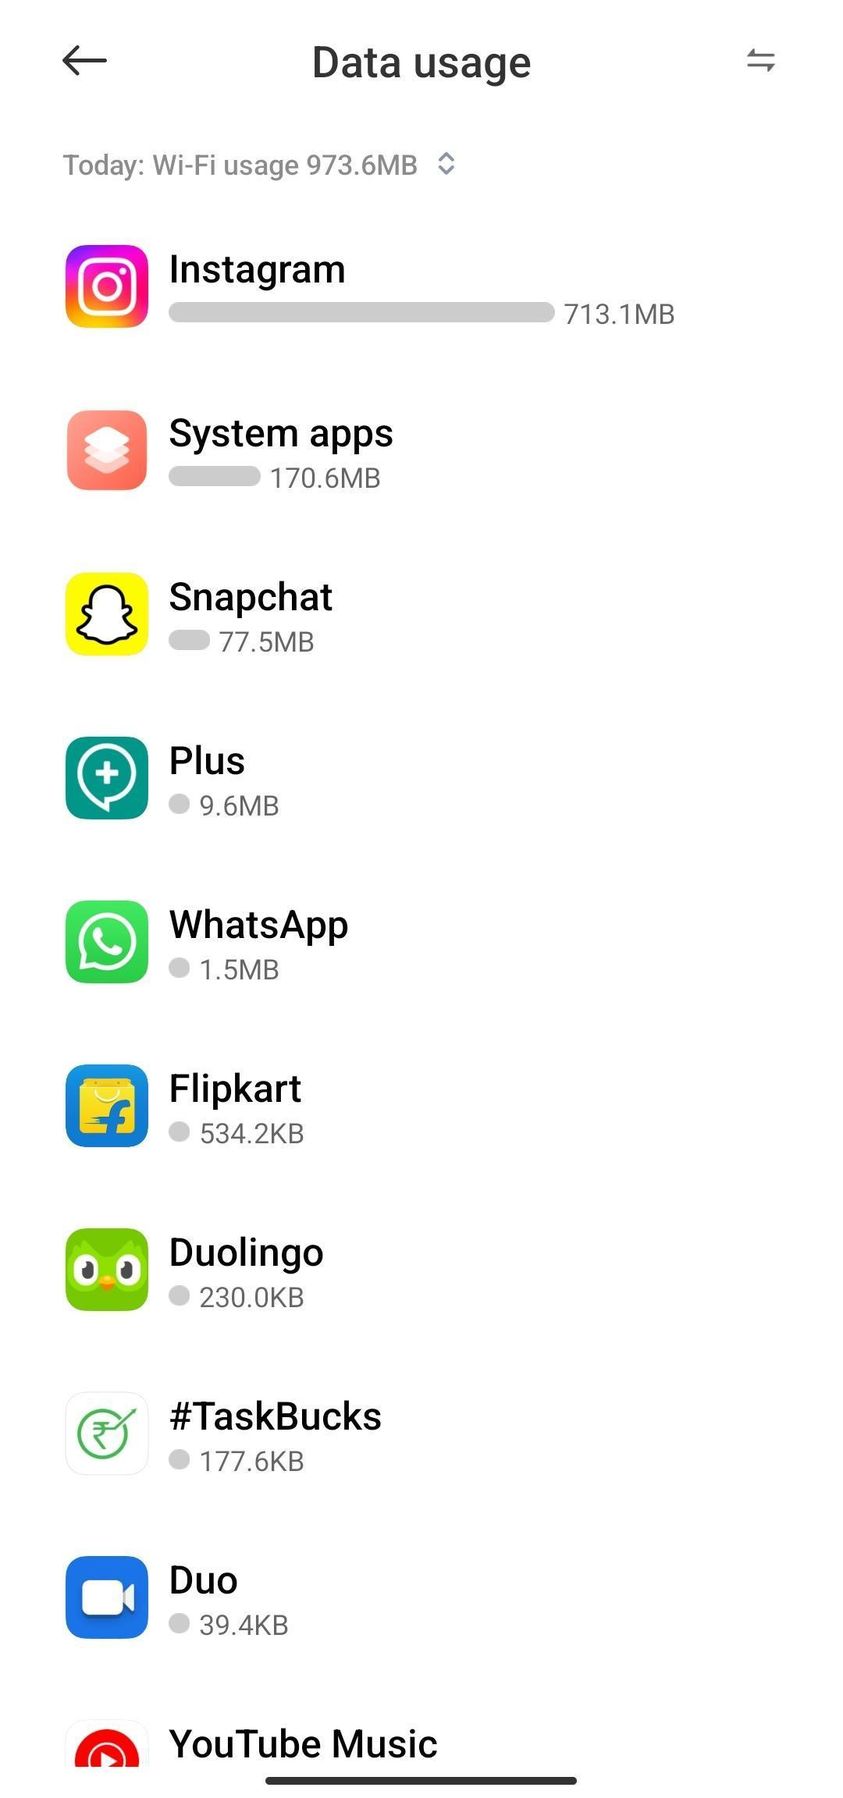 Data usage
Today: Wi-Fi usage 973.6MB
Instagram
713.1MB
System apps
170.6MB
Snapchat
77.5MB
Plus
9.6MB
WhatsApp
1.5MB
Flipkart
534.2KB
Duolingo
230.0KB
#TaskBucks
177.6KB
Duo
39.4KB
YouTube Music